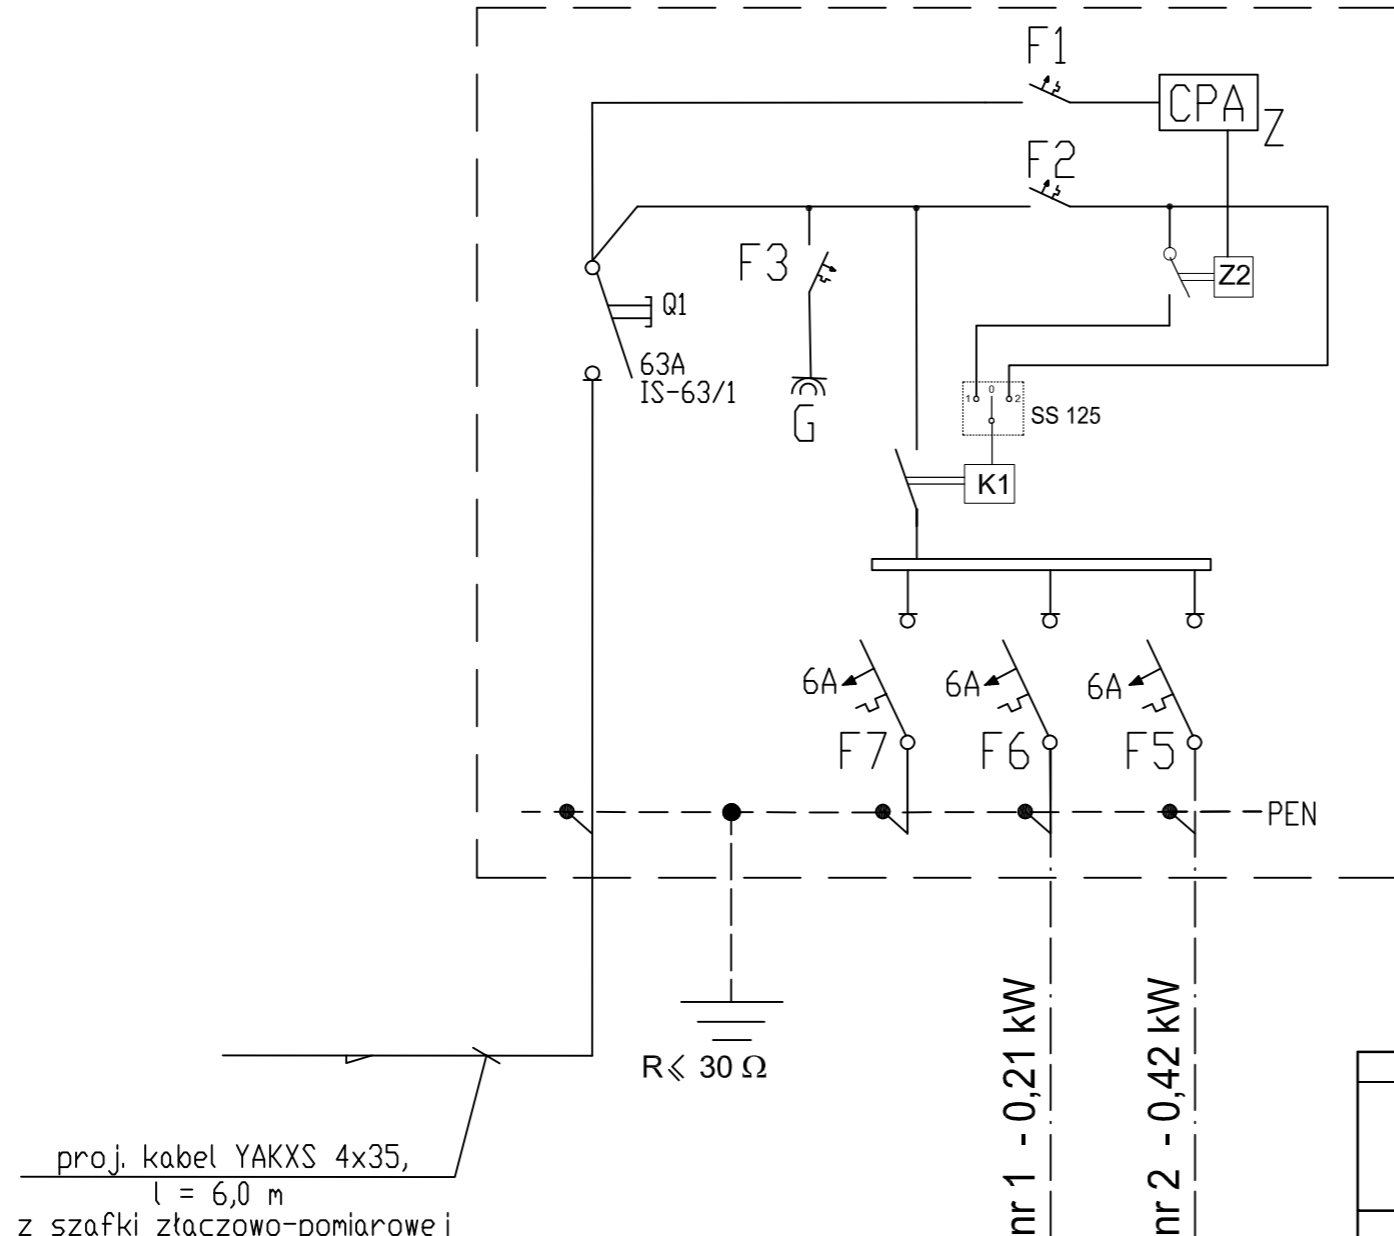 F1
CPA
Z
F2
F3
Z2
Q1
63A
IS-63/1
G
1 0 2
SS 125
K1
6A
6A
6A
F7
F6
F5
PEN
R⩽ 30 Ω
nr 1 - 0,21 kW
nr 2 - 0,42 kW
proj. kabel YAKXS 4x35,
l = 6,0 m
z szafki złaczowo-pomiarowej